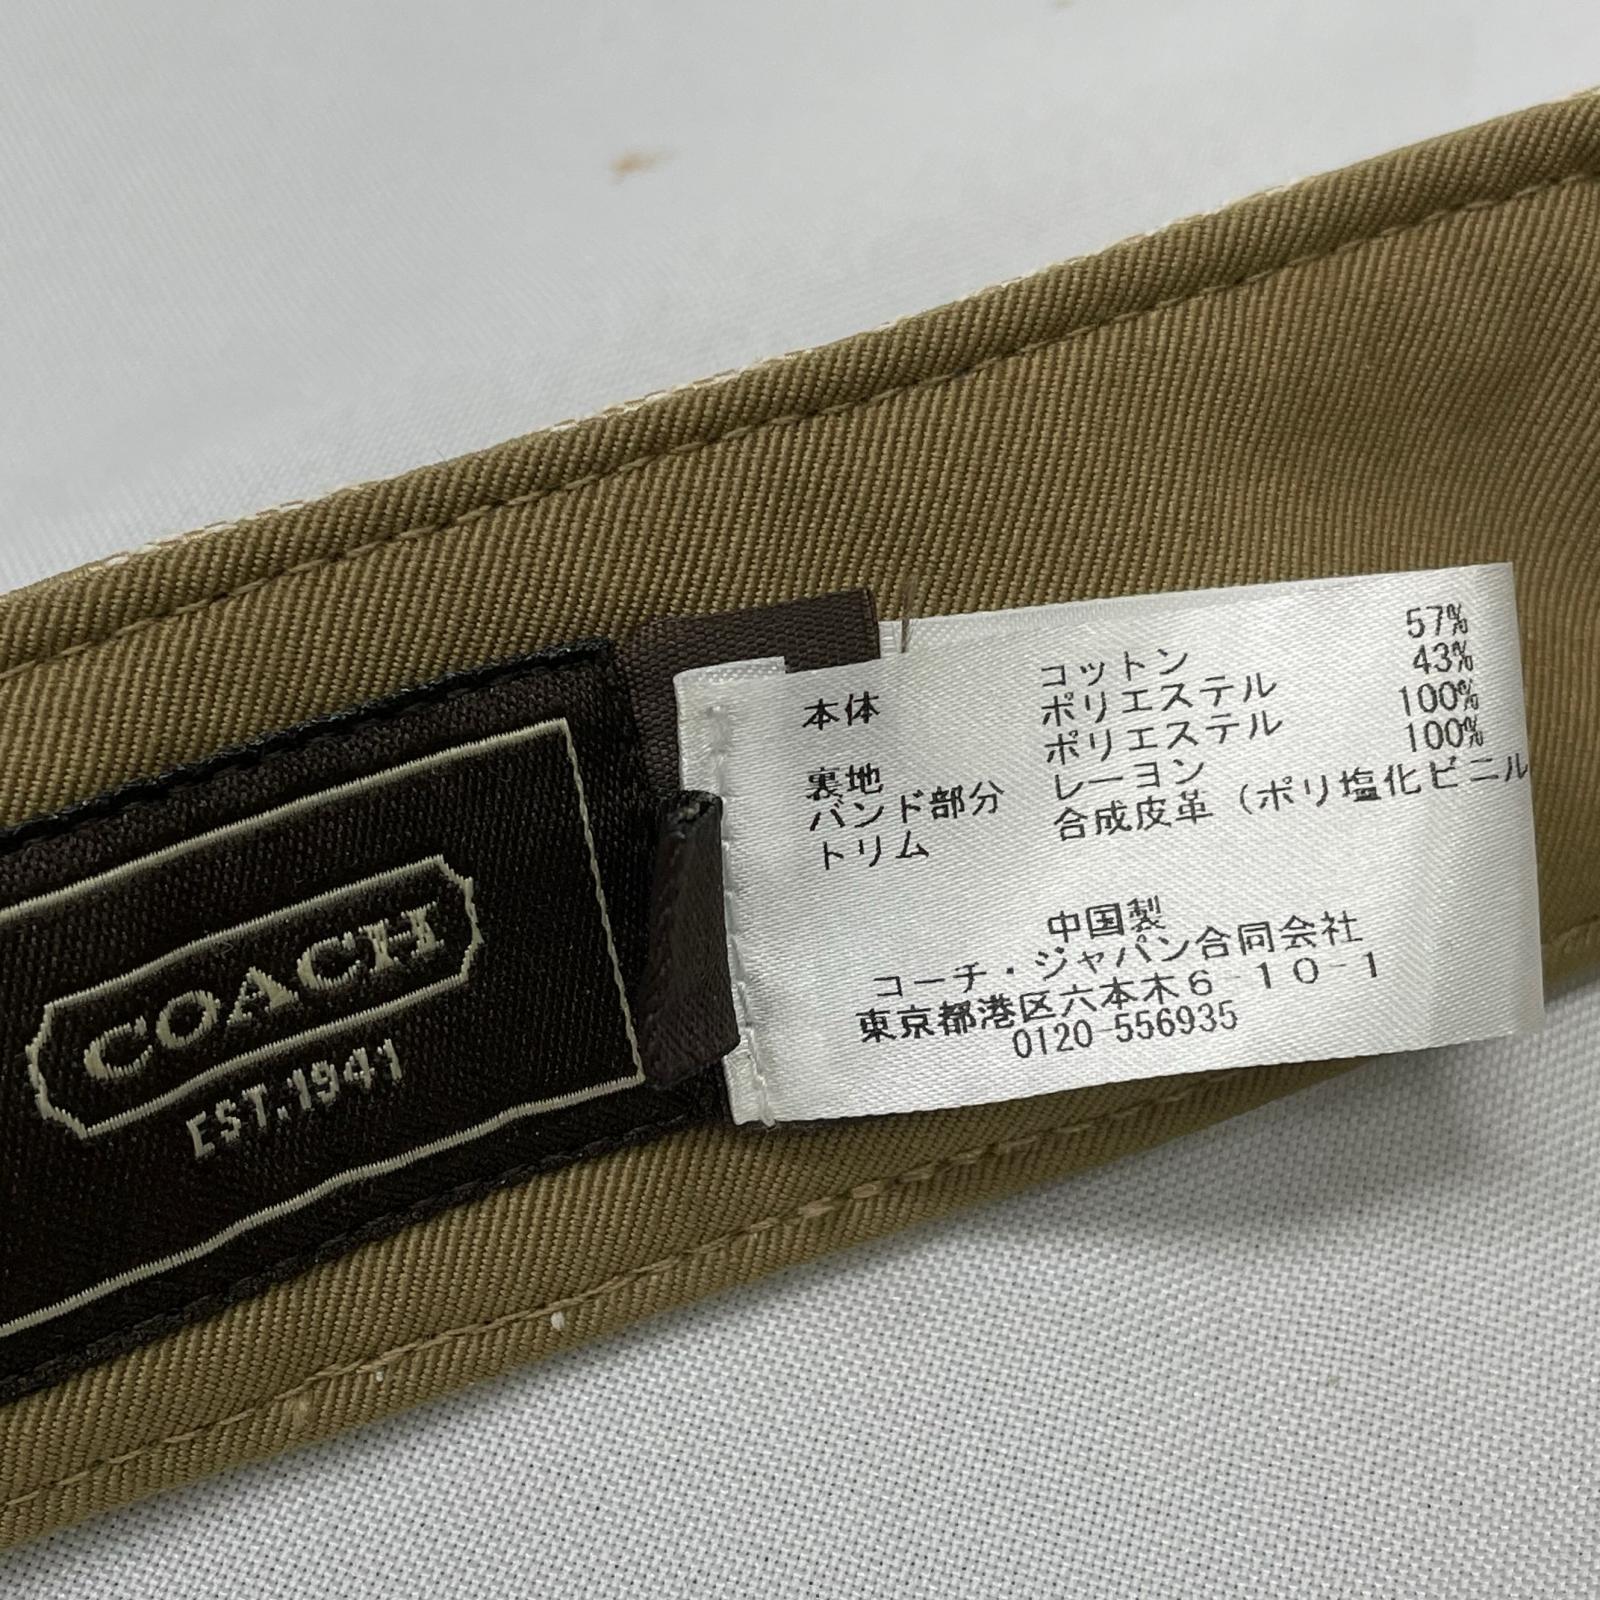 COACH
EST.1941
本体 コットン 57%
ポリエステル 43%
裏地 ポリエステル 100%
バンド部分 レーヨン 100%
トリム 合成皮革(ポリ塩化ビニル
中国製
コーチ・ジャパン合同会社
東京都港区六本木6-10-1
0120-556935